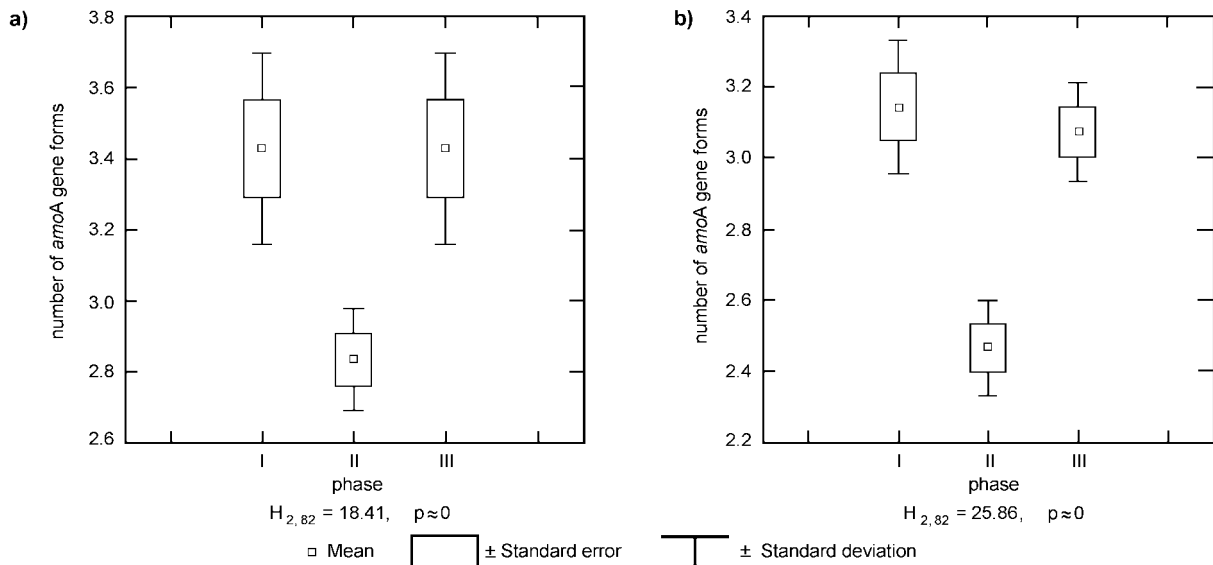 a)
number of amoA gene forms
3.8
3.6
3.4
3.2
3.0
2.8
2.6
I II III
phase
H 2, 82 = 18.41, p≈0
b)
number of amoA gene forms
3.4
3.2
3.0
2.8
2.6
2.4
2.2
I II III
phase
H 2, 82 = 25.86, p≈0
Mean ± Standard error ± Standard deviation